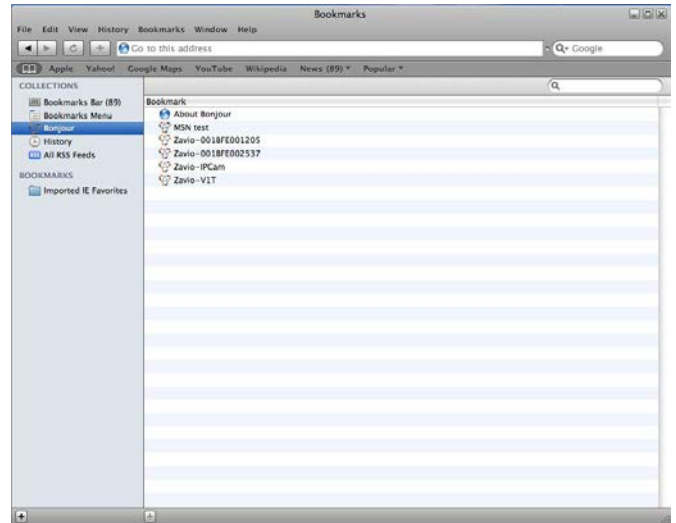 Bookmarks
File Edit View History Bookmarks Window Help
Go to this address
Google
Apple Yahoo! Google Maps YouTube Wikipedia News (89) Popular
COLLECTIONS
Bookmarks Bar (89)
Bookmarks Menu
Bonjour
History
All RSS Feeds
BOOKMARKS
Imported IE Favorites
Bookmark
About Bonjour
MSN test
Zavio-0018FE001205
Zavio-0018FE002537
Zavio-IPCam
Zavio-V1T